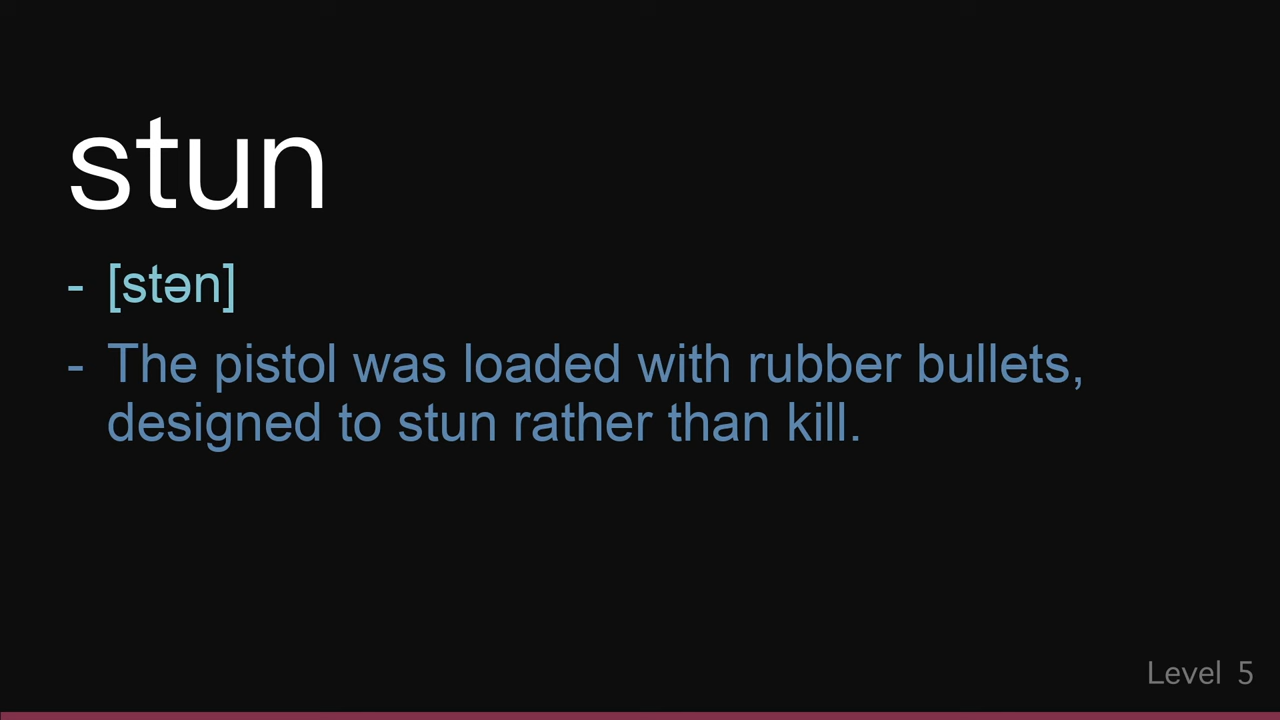 stun
- [stən]
- The pistol was loaded with rubber bullets,
designed to stun rather than kill.
Level 5